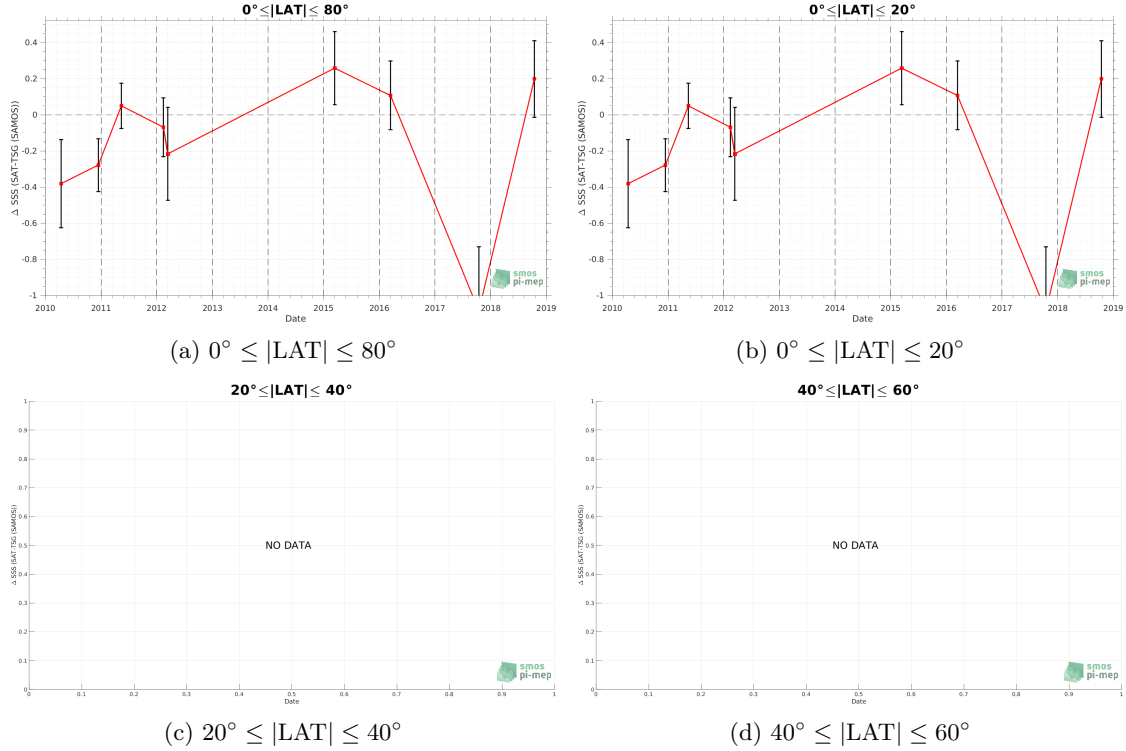 0°≤|LAT|≤ 80°
Δ SSS (SAT-TSG (SAMOS))
0.4
0.2
0
-0.2
-0.4
-0.6
-0.8
-1
2010 2011 2012 2013 2014 2015 2016 2017 2018 2019
Date
smos
pi-mep
(a) 0° ≤ |LAT| ≤ 80°
0°≤|LAT|≤ 20°
Δ SSS (SAT-TSG (SAMOS))
0.4
0.2
0
-0.2
-0.4
-0.6
-0.8
-1
2010 2011 2012 2013 2014 2015 2016 2017 2018 2019
Date
smos
pi-mep
(b) 0° ≤ |LAT| ≤ 20°
20°≤|LAT|≤ 40°
Δ SSS (SAT-TSG (SAMOS))
1
0.9
0.8
0.7
0.6
0.5
0.4
0.3
0.2
0.1
0
NO DATA
0 0.1 0.2 0.3 0.4 0.5 0.6 0.7 0.8 0.9 1
Date
smos
pi-mep
(c) 20° ≤ |LAT| ≤ 40°
40°≤|LAT|≤ 60°
Δ SSS (SAT-TSG (SAMOS))
1
0.9
0.8
0.7
0.6
0.5
0.4
0.3
0.2
0.1
0
NO DATA
0 0.1 0.2 0.3 0.4 0.5 0.6 0.7 0.8 0.9 1
Date
smos
pi-mep
(d) 40° ≤ |LAT| ≤ 60°